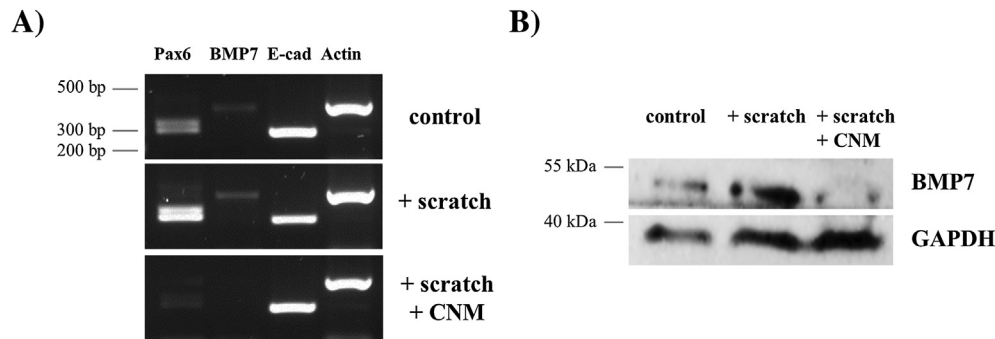 A)
Pax6 BMP7 E-cad Actin
500 bp
300 bp
200 bp
control
+ scratch
+ scratch
+ CNM
B)
control + scratch + scratch
+ CNM
55 kDa
BMP7
40 kDa
GAPDH